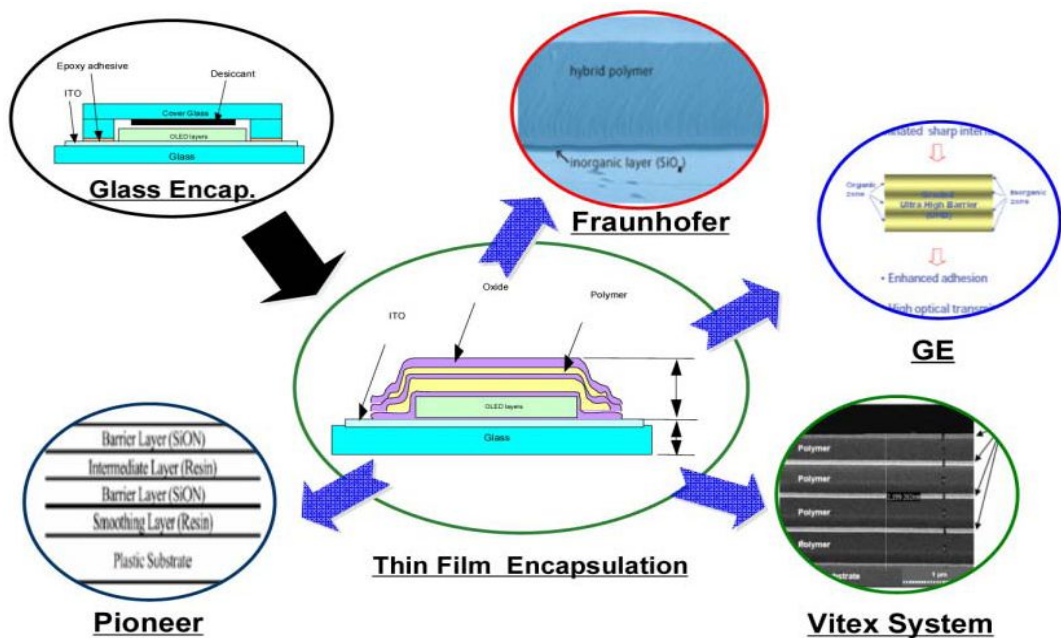 Epoxy adhesive
Desiccant
ITO
Cover Glass
OLED layers
Glass
Glass Encap.
hybrid polymer
inorganic layer (SiOx)
Fraunhofer
Organic
zone
Inorganic
zone
Ultra High Barrier
(UHB)
• Enhanced adhesion
High optical
GE
Oxide
Polymer
ITO
OLED layers
Glass
Thin Film Encapsulation
Barrier Layer (SiON)
Intermediate Layer (Resin)
Barrier Layer (SiON)
Smoothing Layer (Resin)
Plastic Substrate
Pioneer
Polymer
Polymer
Polymer
Polymer
1 µm
Vitex System